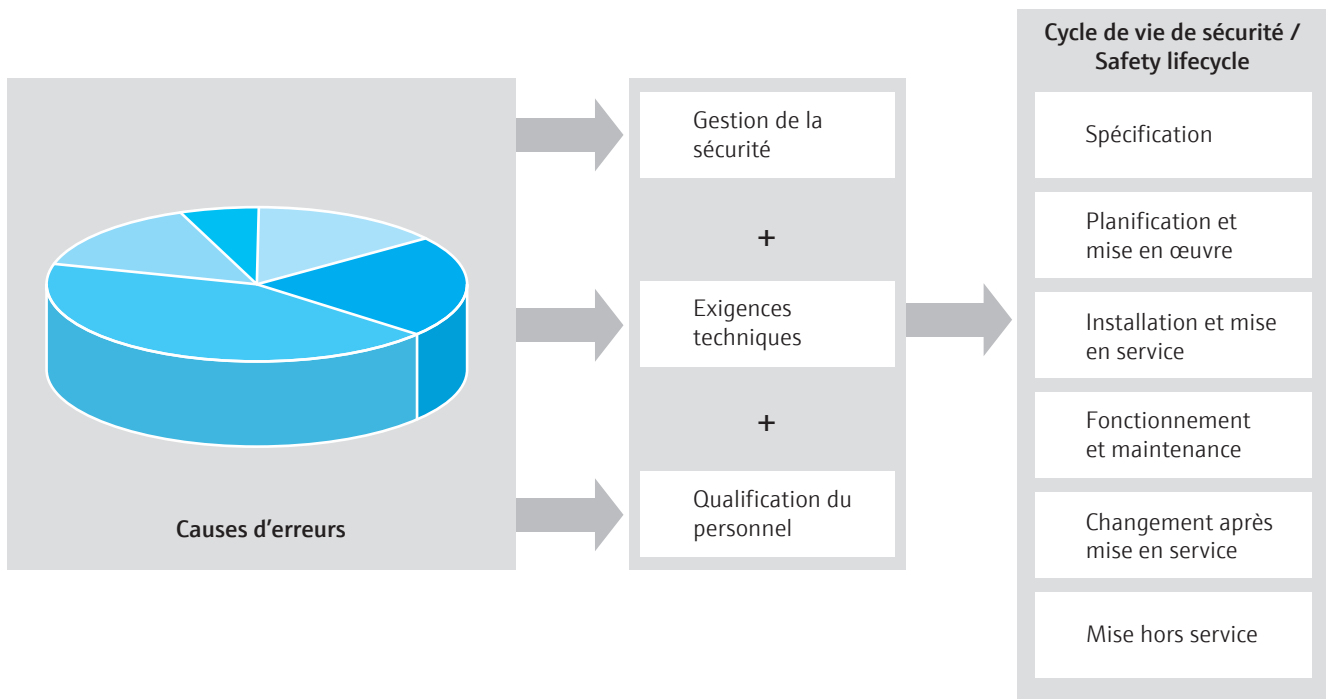 Causes d'erreurs
Gestion de la
sécurité
+
Exigences
techniques
+
Qualification du
personnel
Cycle de vie de sécurité /
Safety lifecycle
Spécification
Planification et
mise en œuvre
Installation et mise
en service
Fonctionnement
et maintenance
Changement après
mise en service
Mise hors service